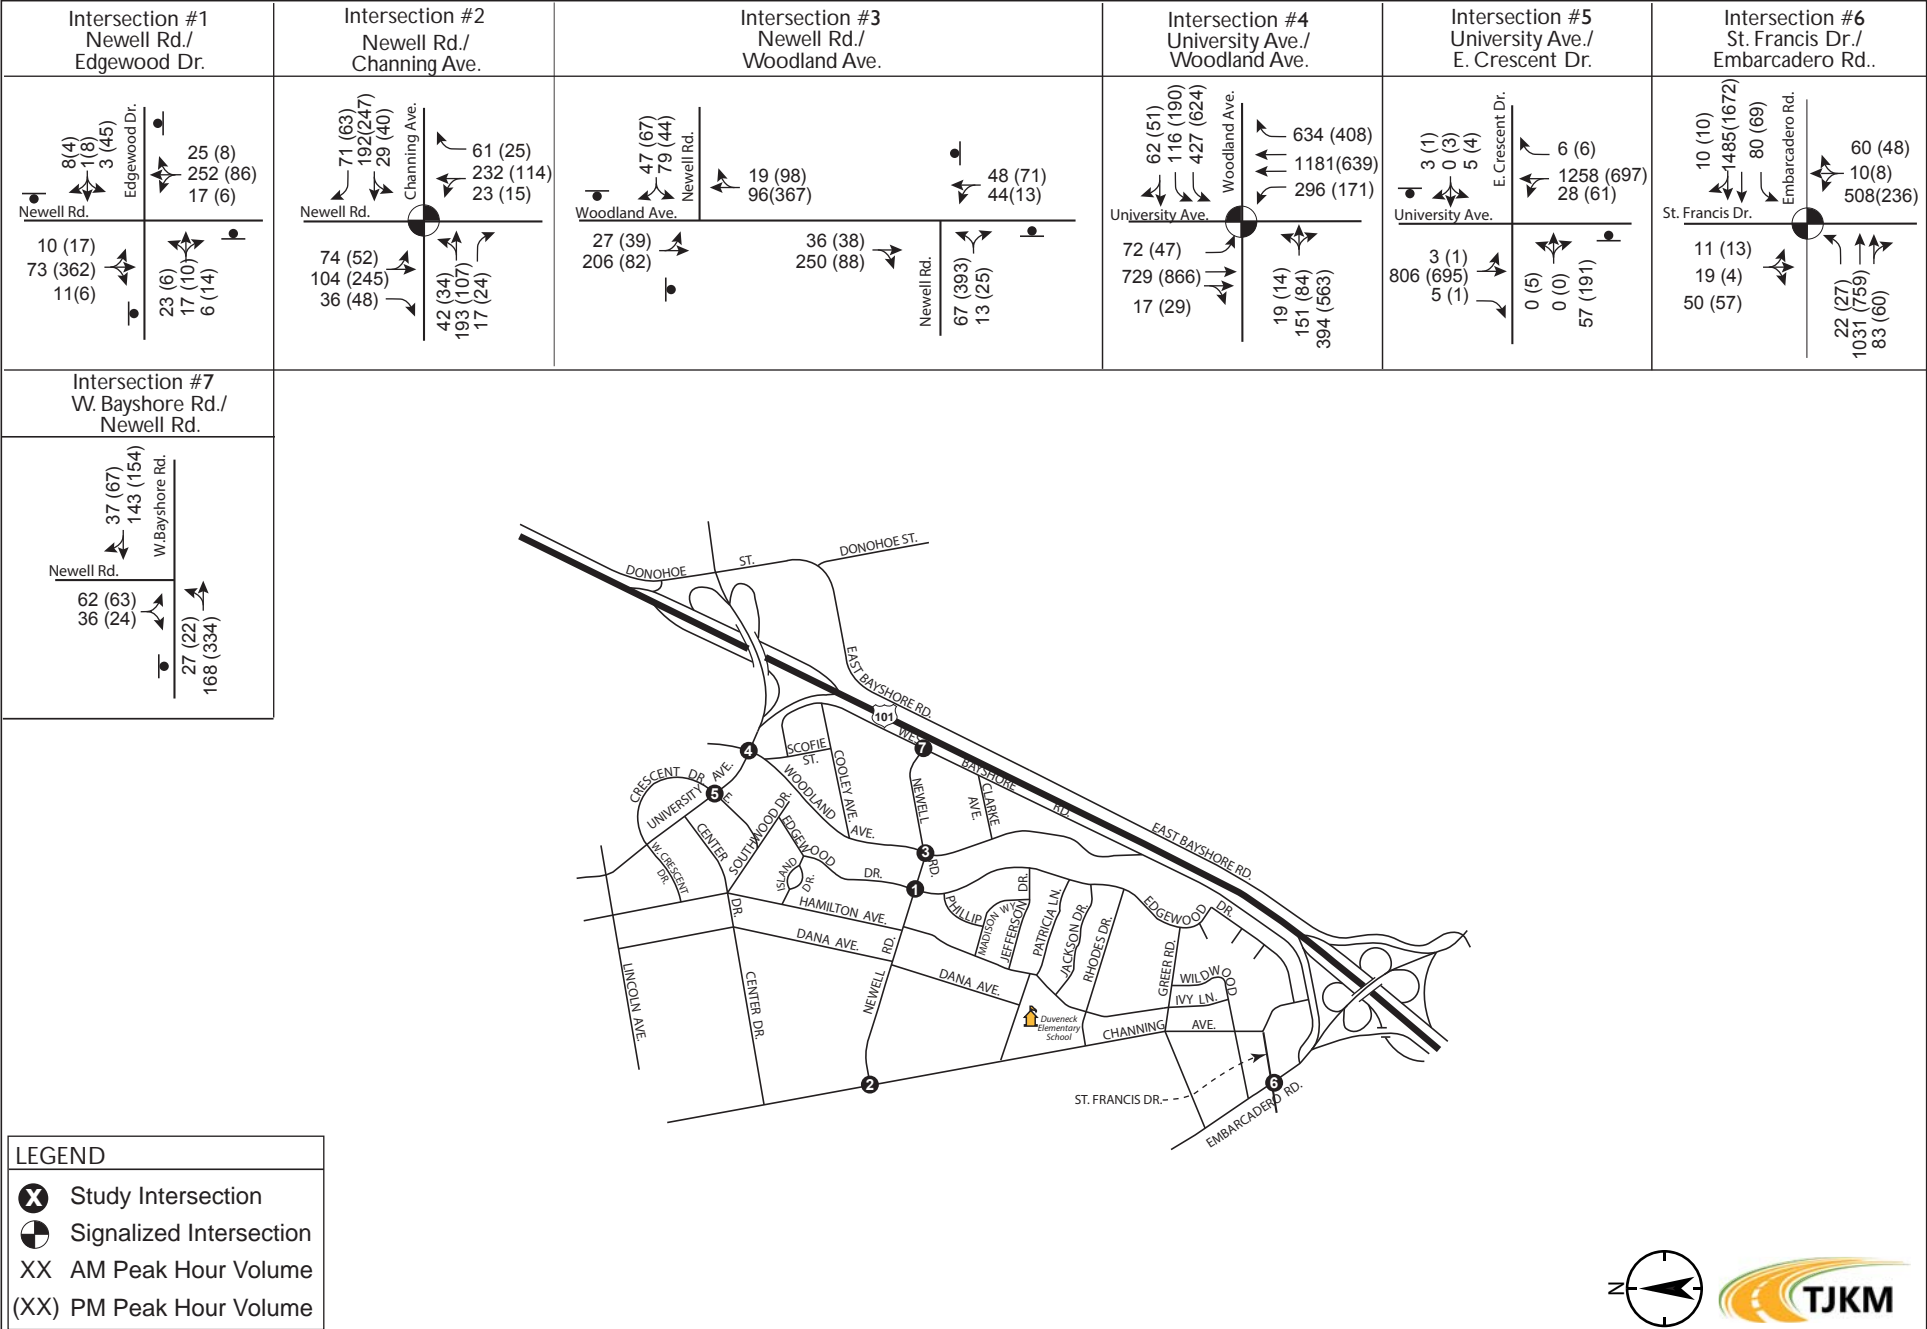 Intersection #1
Newell Rd./
Edgewood Dr.
8(4)
1(8)
3 (45)
Edgewood Dr.
25 (8)
252 (86)
17 (6)
Newell Rd.
10 (17)
73 (362)
11(6)
23 (6)
17 (10)
6 (14)
Intersection #2
Newell Rd./
Channing Ave.
71 (63)
192(247)
29 (40)
Channing Ave.
61 (25)
232 (114)
23 (15)
Newell Rd.
74 (52)
104 (245)
36 (48)
42 (34)
193 (107)
17 (24)
Intersection #3
Newell Rd./
Woodland Ave.
47 (67)
79 (44)
Newell Rd.
19 (98)
96(367)
48 (71)
44(13)
Woodland Ave.
27 (39)
206 (82)
36 (38)
250 (88)
Newell Rd.
67 (393)
13 (25)
Intersection #4
University Ave./
Woodland Ave.
62 (51)
116 (190)
427 (624)
Woodland Ave.
634 (408)
1181(639)
296 (171)
University Ave.
72 (47)
729 (866)
17 (29)
19 (14)
151 (84)
394 (563)
Intersection #5
University Ave./
E. Crescent Dr.
3 (1)
0 (3)
5 (4)
E. Crescent Dr.
6 (6)
1258 (697)
28 (61)
University Ave.
3 (1)
806 (695)
5 (1)
0 (5)
0 (0)
57 (191)
Intersection #6
St. Francis Dr./
Embarcadero Rd..
10 (10)
1485(1672)
80 (69)
Embarcadero Rd.
60 (48)
10(8)
508(236)
St. Francis Dr.
11 (13)
19 (4)
50 (57)
22 (27)
1031 (759)
83 (60)
Intersection #7
W. Bayshore Rd./
Newell Rd.
37 (67)
143 (154)
W.Bayshore Rd.
Newell Rd.
62 (63)
36 (24)
27 (22)
168 (334)
DONOHOE ST.
DONOHOE ST.
EAST BAYSHORE RD.
101
WEST BAYSHORE RD.
7
4
SCOFIE ST.
COOLEY AVE.
WOODLAND AVE.
NEWELL RD.
CLARKE AVE.
CRESCENT DR.
5
E.
UNIVERSITY AVE.
CENTER DR.
SOUTHWOOD DR.
EDGEWOOD DR.
EAST BAYSHORE RD.
3
W. CRESCENT DR.
ISLAND DR.
1
HAMILTON AVE.
PHILLIP
MADISON WY
JEFFERSON DR.
PATRICIA LN.
JACKSON DR.
RHODES DR.
EDGEWOOD DR.
DANA AVE.
NEWELL RD.
DANA AVE.
GREER RD.
WILDWOOD
IVY LN.
LINCOLN AVE.
CENTER DR.
Duveneck
Elementary
School
CHANNING AVE.
2
ST. FRANCIS DR.
6
EMBARCADERO RD.
LEGEND
X Study Intersection
Signalized Intersection
XX AM Peak Hour Volume
(XX) PM Peak Hour Volume
N
TJKM